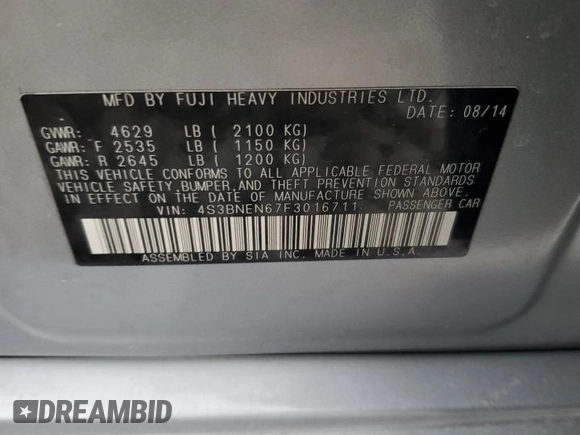 MFD BY FUJI HEAVY INDUSTRIES LTD.
DATE: 08/14
GVWR: 4629 LB ( 2100 KG)
GAWR: F 2535 LB ( 1150 KG)
GAWR: R 2645 LB ( 1200 KG)
THIS VEHICLE CONFORMS TO ALL APPLICABLE FEDERAL MOTOR
VEHICLE SAFETY, BUMPER, AND THEFT PREVENTION STANDARDS
IN EFFECT ON THE DATE OF MANUFACTURE SHOWN ABOVE.
VIN: 4S3BNEN67F3016711 PASSENGER CAR
ASSEMBLED BY SIA INC. MADE IN U.S.A.
DREAMBID